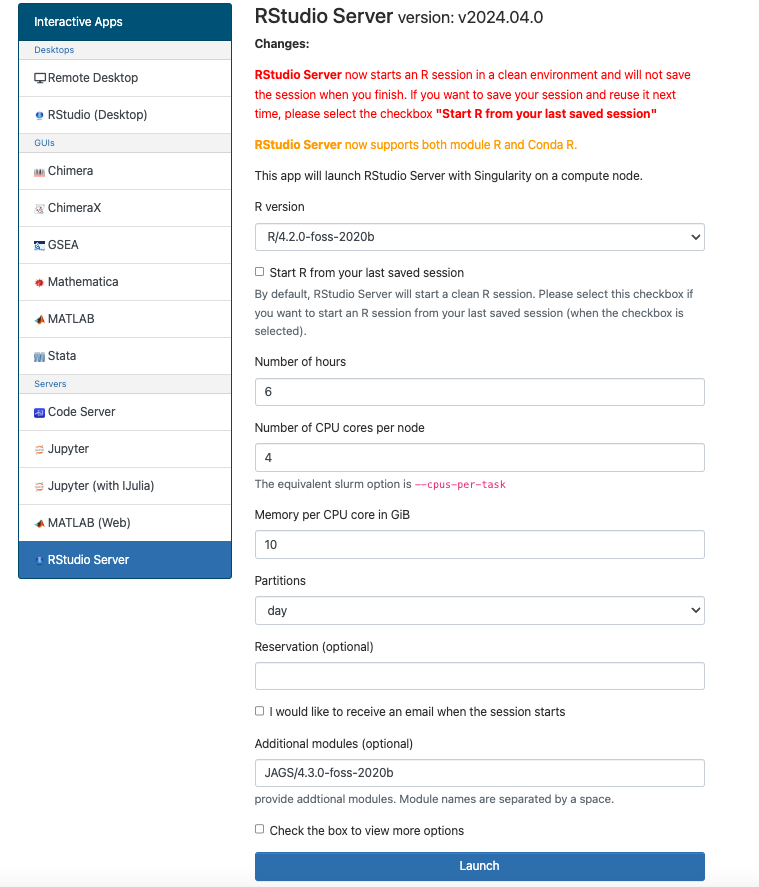 Interactive Apps
Desktops
Remote Desktop
RStudio (Desktop)
GUIs
Chimera
ChimeraX
GSEA
Mathematica
MATLAB
Stata
Servers
Code Server
Jupyter
Jupyter (with IJulia)
MATLAB (Web)
RStudio Server
RStudio Server version: v2024.04.0
Changes:
RStudio Server now starts an R session in a clean environment and will not save
the session when you finish. If you want to save your session and reuse it next
time, please select the checkbox "Start R from your last saved session"
RStudio Server now supports both module R and Conda R.
This app will launch RStudio Server with Singularity on a compute node.
R version
R/4.2.0-foss-2020b
Start R from your last saved session
By default, RStudio Server will start a clean R session. Please select this checkbox if
you want to start an R session from your last saved session (when the checkbox is
selected).
Number of hours
6
Number of CPU cores per node
4
The equivalent slurm option is --cpus-per-task
Memory per CPU core in GiB
10
Partitions
day
Reservation (optional)
I would like to receive an email when the session starts
Additional modules (optional)
JAGS/4.3.0-foss-2020b
provide addtional modules. Module names are separated by a space.
Check the box to view more options
Launch